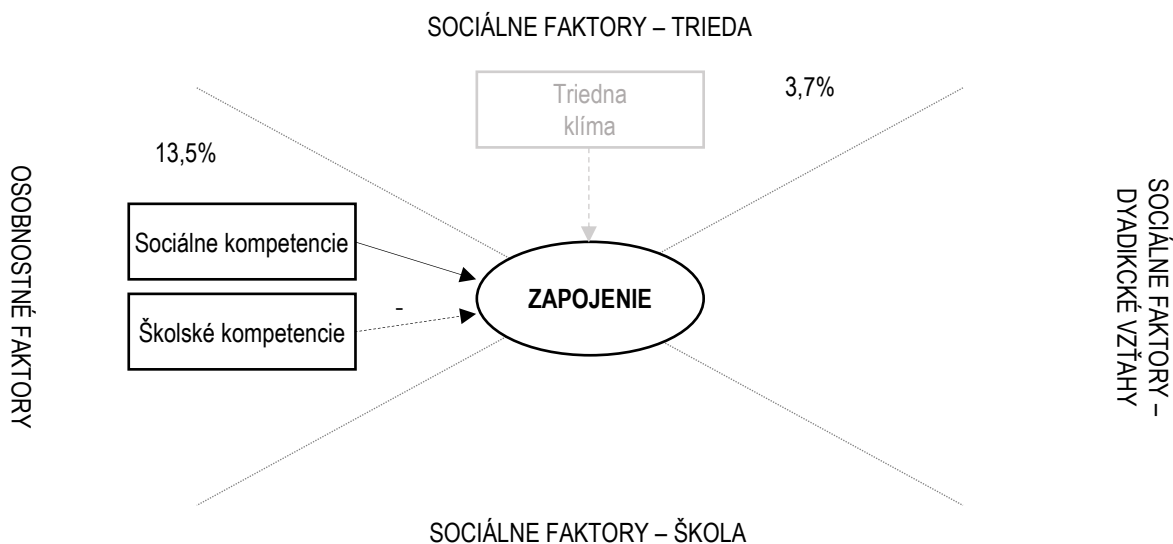 SOCIÁLNE FAKTORY – TRIEDA
Triedna
klíma
3,7%
13,5%
OSOBNOSTNÉ FAKTORY
Sociálne kompetencie
Školské kompetencie
-
ZAPOJENIE
SOCIÁLNE FAKTORY –
DYADIKCKÉ VZŤAHY
SOCIÁLNE FAKTORY – ŠKOLA